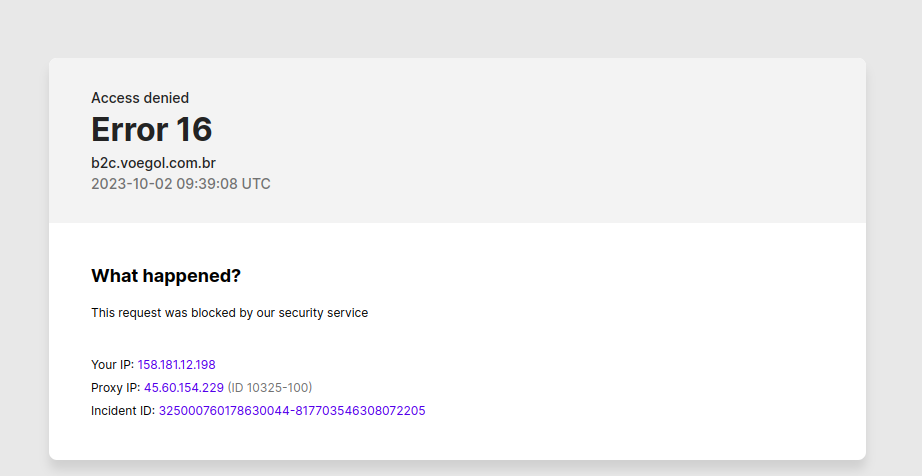 Access denied
Error 16
b2c.voegol.com.br
2023-10-02 09:39:08 UTC
What happened?
This request was blocked by our security service
Your IP: 158.181.12.198
Proxy IP: 45.60.154.229 (ID 10325-100)
Incident ID: 325000760178630044-817703546308072205